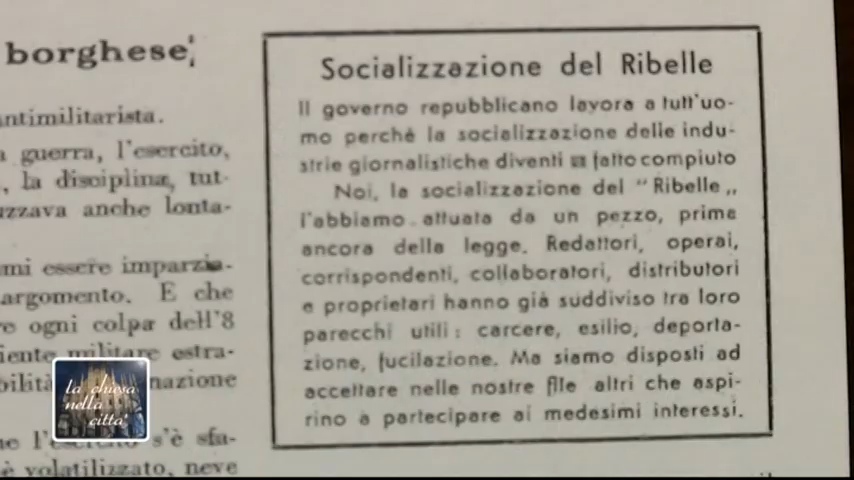 borghese,
antimilitarista.
a guerra, l'esercito,
, la disciplina, tut-
zzava anche lonta-
mi essere imparzia-
argomento. E che
re ogni colpa dell'8
iente militare estra-
bilità nazione
ne l'esercito s'è sfa-
è volatilizzato, neve
Socializzazione del Ribelle
Il governo repubblicano lavora a tutt'uo-
mo perchè la socializzazione delle indu-
strie giornalistiche diventi fatto compiuto
Noi, la socializzazione del "Ribelle„
l'abbiamo attuata da un pezzo, prima
ancora della legge. Redattori, operai,
corrispondenti, collaboratori, distributori
e proprietari hanno già suddiviso tra loro
parecchi utili: carcere, esilio, deporta-
zione, fucilazione. Ma siamo disposti ad
accettare nelle nostre file altri che aspi-
rino a partecipare ai medesimi interessi.
la chiesa
nella
citta'